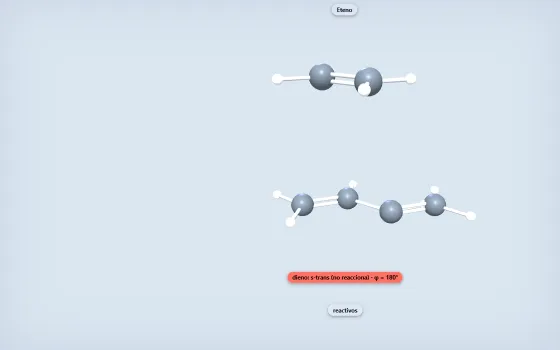 Eteno
dieno: s-trans (no reacciona) · φ = 180°
reactivos